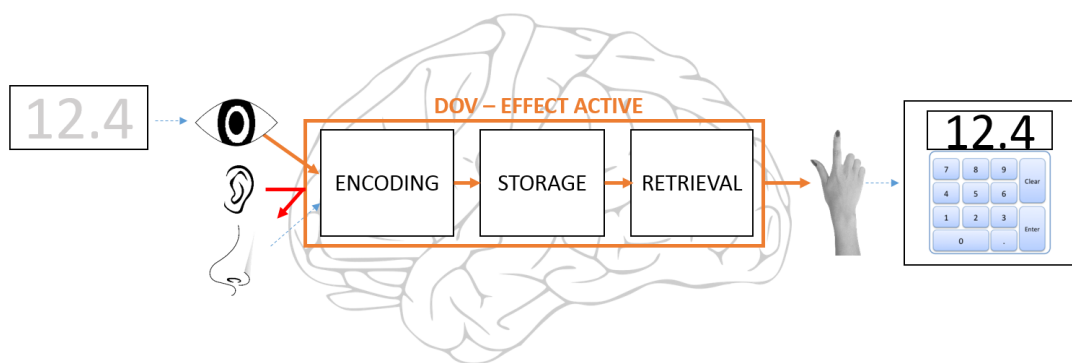 12.4
DOV – EFFECT ACTIVE
ENCODING
STORAGE
RETRIEVAL
12.4
7 8 9 Clear
4 5 6
1 2 3 Enter
0 .